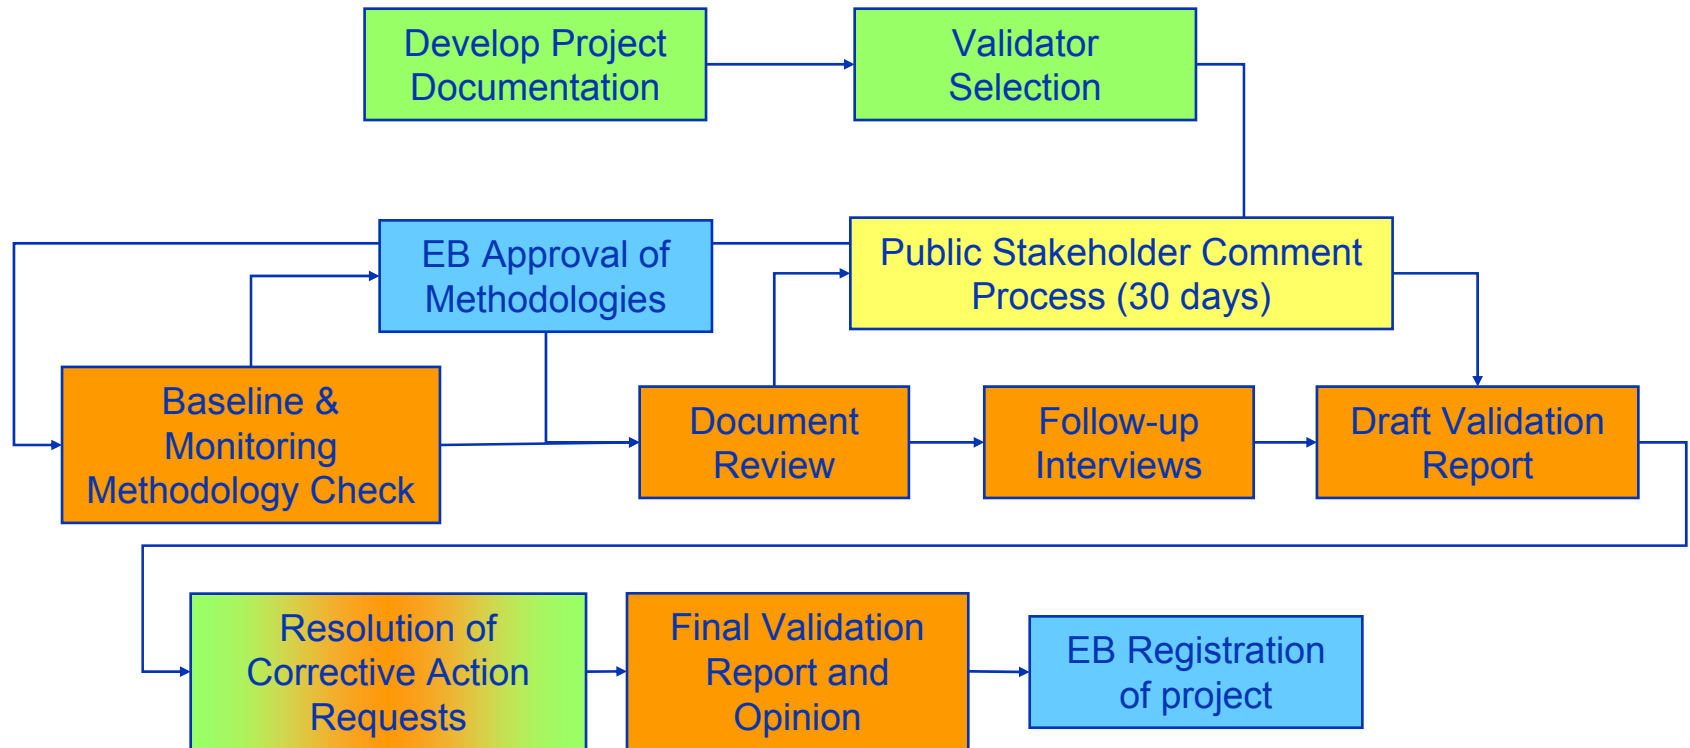 Develop Project
Documentation
Validator
Selection
EB Approval of
Methodologies
Public Stakeholder Comment
Process (30 days)
Baseline &
Monitoring
Methodology Check
Document
Review
Follow-up
Interviews
Draft Validation
Report
Resolution of
Corrective Action
Requests
Final Validation
Report and
Opinion
EB Registration
of project